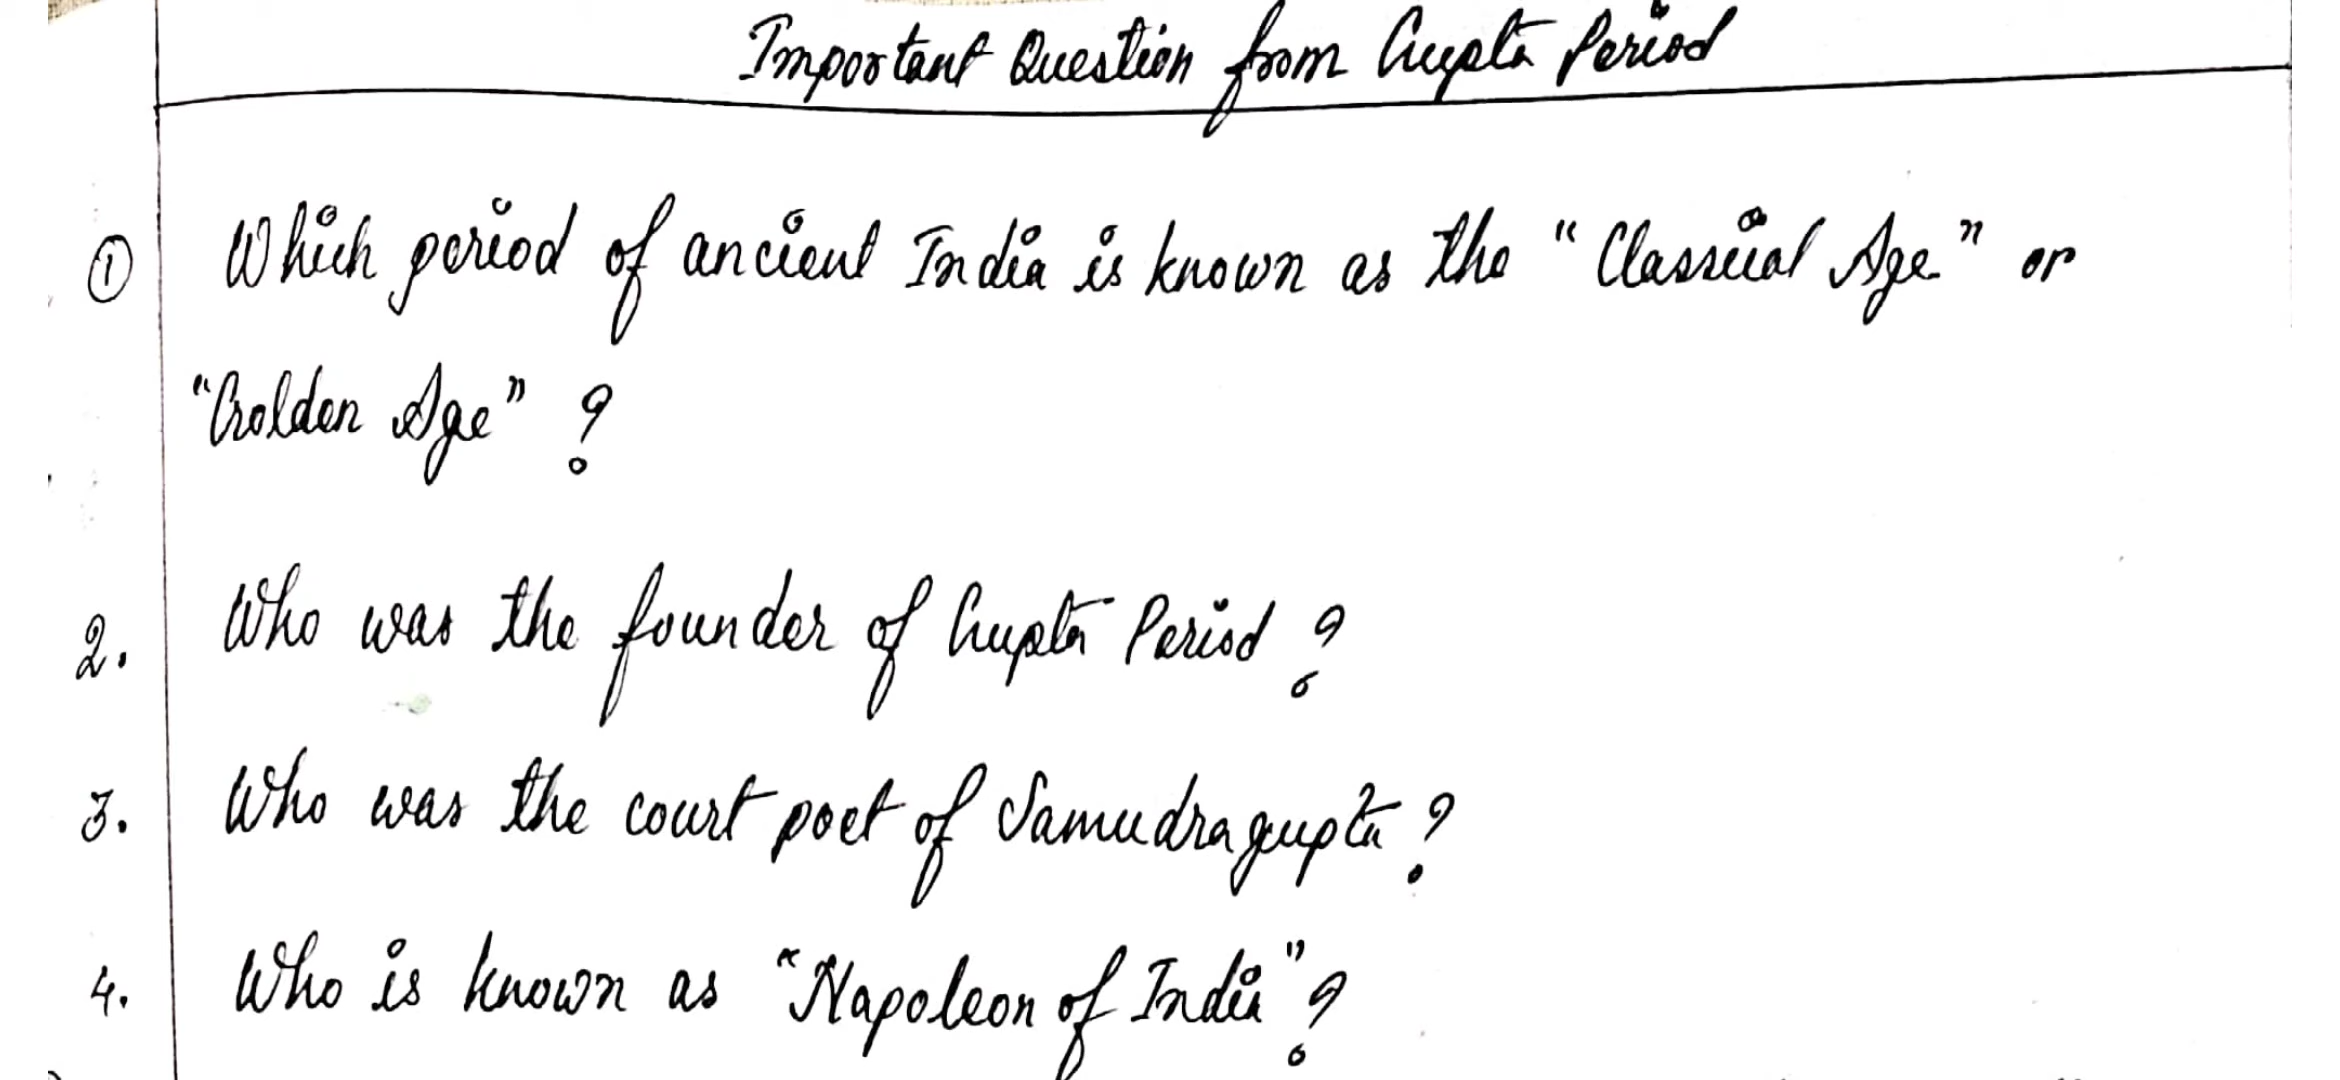 Important Question from Gupta Period
① Which period of ancient India is known as the “Classical Age” or
“Golden Age” ?
2. Who was the founder of Gupta Period ?
3. Who was the court poet of Samudragupta ?
4. Who is known as “Napoleon of India” ?